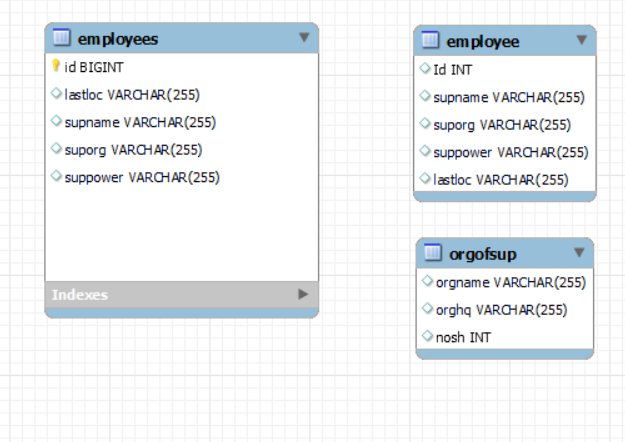 employees
id BIGINT
lastloc VARCHAR(255)
supname VARCHAR(255)
suporg VARCHAR(255)
suppower VARCHAR(255)
Indexes
employee
Id INT
supname VARCHAR(255)
suporg VARCHAR(255)
suppower VARCHAR(255)
lastloc VARCHAR(255)
orgofsup
orgname VARCHAR(255)
orghq VARCHAR(255)
nosh INT